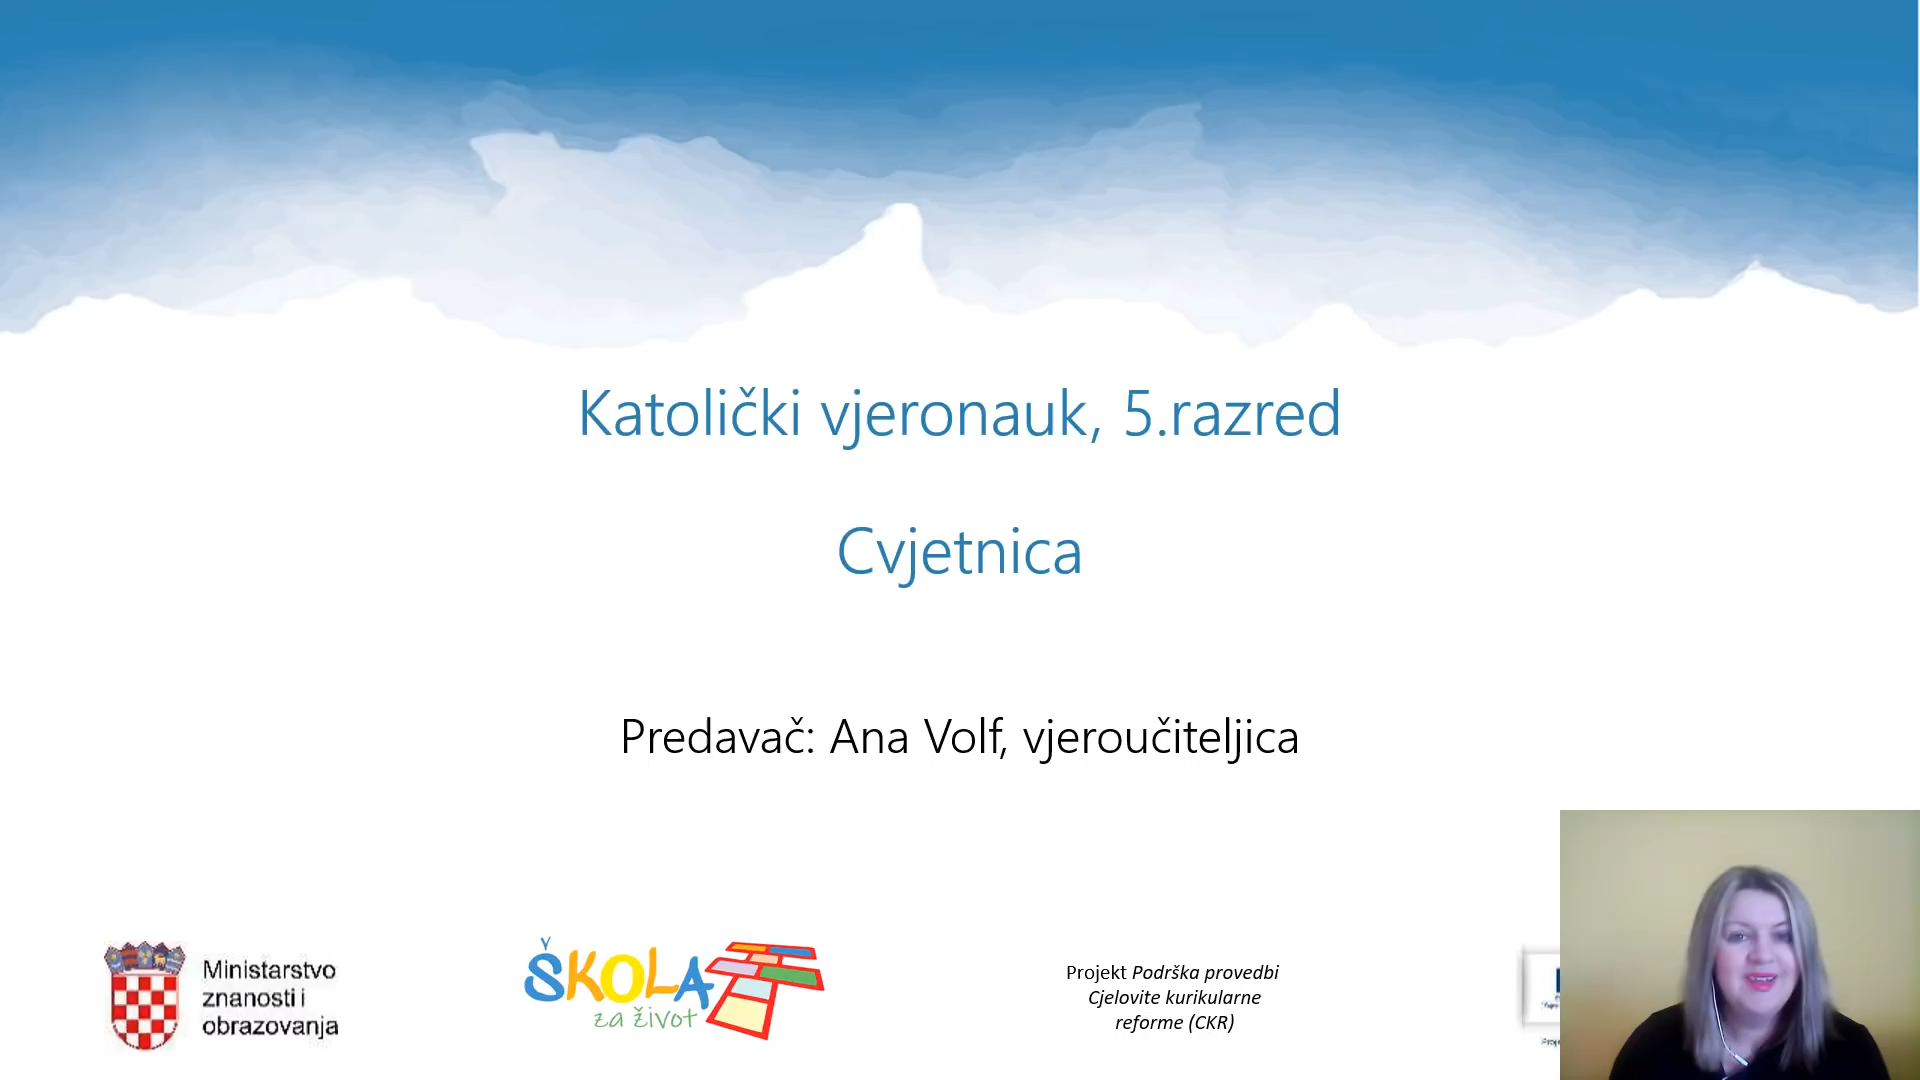 Katolički vjeronauk, 5.razred
Cvjetnica
Predavač: Ana Volf, vjeroučiteljica
Ministarstvo
znanosti i
obrazovanja
ŠKOLA
za život
Projekt Podrška provedbi
Cjelovite kurikularne
reforme (CKR)